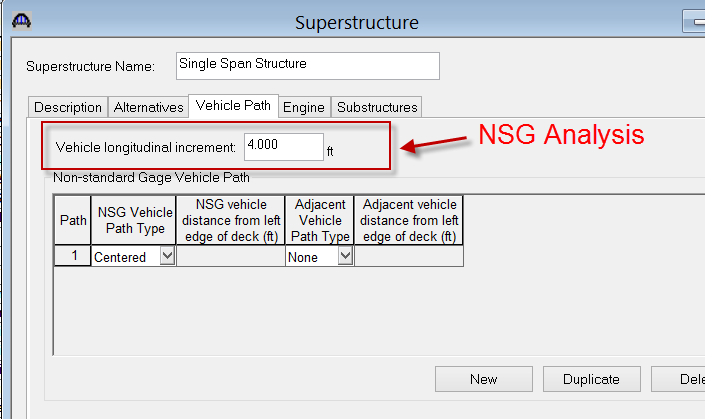 Superstructure
Superstructure Name: Single Span Structure
Description Alternatives Vehicle Path Engine Substructures
Vehicle longitudinal increment: 4.000 ft
NSG Analysis
Non-standard Gage Vehicle Path
Path
NSG Vehicle
Path Type
NSG vehicle
distance from left
edge of deck (ft)
Adjacent
Vehicle
Path Type
Adjacent vehicle
distance from left
edge of deck (ft)
1 Centered None
New Duplicate Dele